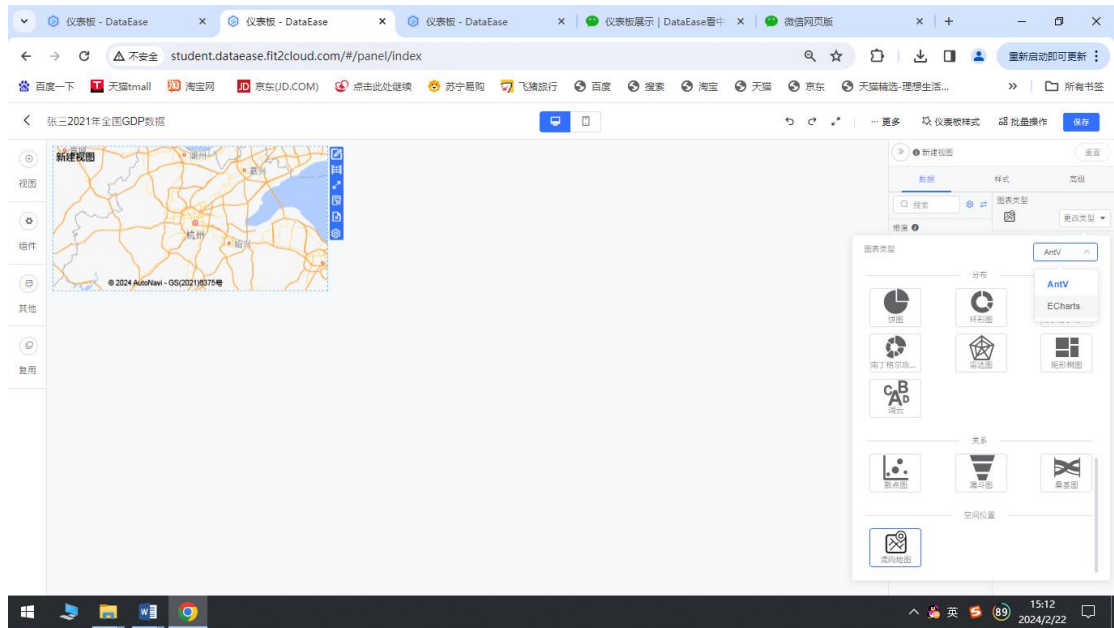 仪表板 - DataEase
仪表板 - DataEase
仪表板 - DataEase
仪表板展示 | DataEase看中
微信网页版
不安全 student.dataease.fit2cloud.com/#/panel/index
重新启动即可更新
百度一下
天猫tmall
淘宝网
京东(JD.COM)
点击此处继续
苏宁易购
飞猪旅行
百度
搜索
淘宝
天猫
京东
天猫精选-理想生活...
所有书签
张三2021年全国GDP数据
更多
仪表板样式
批量操作
保存
视图
组件
其他
复用
新建视图
湖州
嘉兴
杭州
绍
© 2024 AutoNavi - GS(2021)6375号
新建视图
重置
数据
样式
高级
搜索
图表类型
更改类型
维度
图表类型
AntV
AntV
ECharts
分布
饼图
环形图
南丁格尔玫...
雷达图
矩形树图
词云
关系
散点图
漏斗图
桑基图
空间位置
流向地图
英
89
15:12
2024/2/22